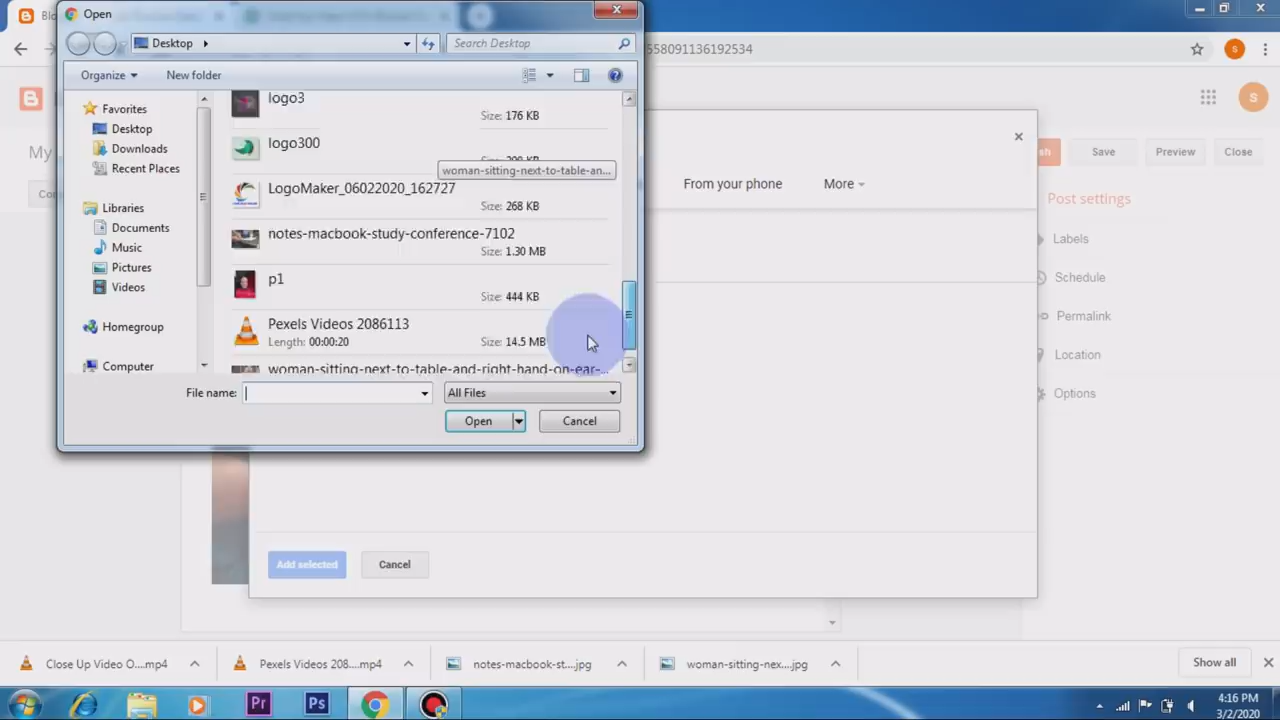 Open
Desktop
Search Desktop
558091136192534
S
Organize
New folder
S
Favorites
Desktop
Downloads
Recent Places
Libraries
Documents
Music
Pictures
Videos
Homegroup
Computer
logo3
Size: 176 KB
logo300
woman-sitting-next-to-table-an...
LogoMaker_06022020_162727
Size: 268 KB
notes-macbook-study-conference-7102
Size: 1.30 MB
p1
Size: 444 KB
Pexels Videos 2086113
Length: 00:00:20
Size: 14.5 MB
woman-sitting-next-to-table-and-right-hand-on-ear-...
File name:
All Files
Open
Cancel
My
From your phone
More
Save
Preview
Close
Post settings
Labels
Schedule
Permalink
Location
Options
Add selected
Cancel
Close Up Video O....mp4
Pexels Videos 208....mp4
notes-macbook-st....jpg
woman-sitting-nex....jpg
Show all
Pr
Ps
4:16 PM
3/2/2020